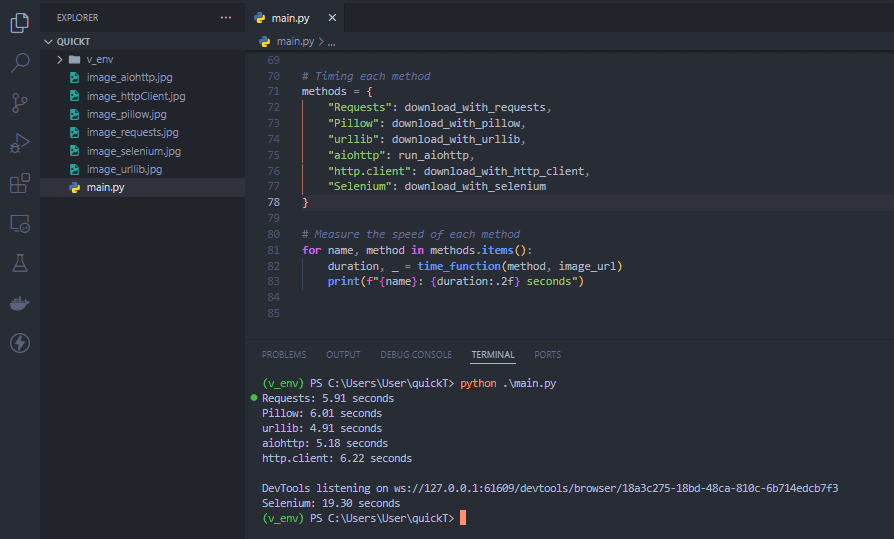 EXPLORER
QUICKT
v_env
image_aiohttp.jpg
image_httpClient.jpg
image_pillow.jpg
image_requests.jpg
image_selenium.jpg
image_urllib.jpg
main.py
main.py
main.py > ...
69
70 # Timing each method
71 methods = {
72 "Requests": download_with_requests,
73 "Pillow": download_with_pillow,
74 "urllib": download_with_urllib,
75 "aiohttp": run_aiohttp,
76 "http.client": download_with_http_client,
77 "Selenium": download_with_selenium
78 }
79
80 # Measure the speed of each method
81 for name, method in methods.items():
82 duration, _ = time_function(method, image_url)
83 print(f"{name}: {duration:.2f} seconds")
84
85
PROBLEMS OUTPUT DEBUG CONSOLE TERMINAL PORTS
(v_env) PS C:\Users\User\quickT> python .\main.py
Requests: 5.91 seconds
Pillow: 6.01 seconds
urllib: 4.91 seconds
aiohttp: 5.18 seconds
http.client: 6.22 seconds
DevTools listening on ws://127.0.0.1:61609/devtools/browser/18a3c275-18bd-48ca-810c-6b714edcb7f3
Selenium: 19.30 seconds
(v_env) PS C:\Users\User\quickT>